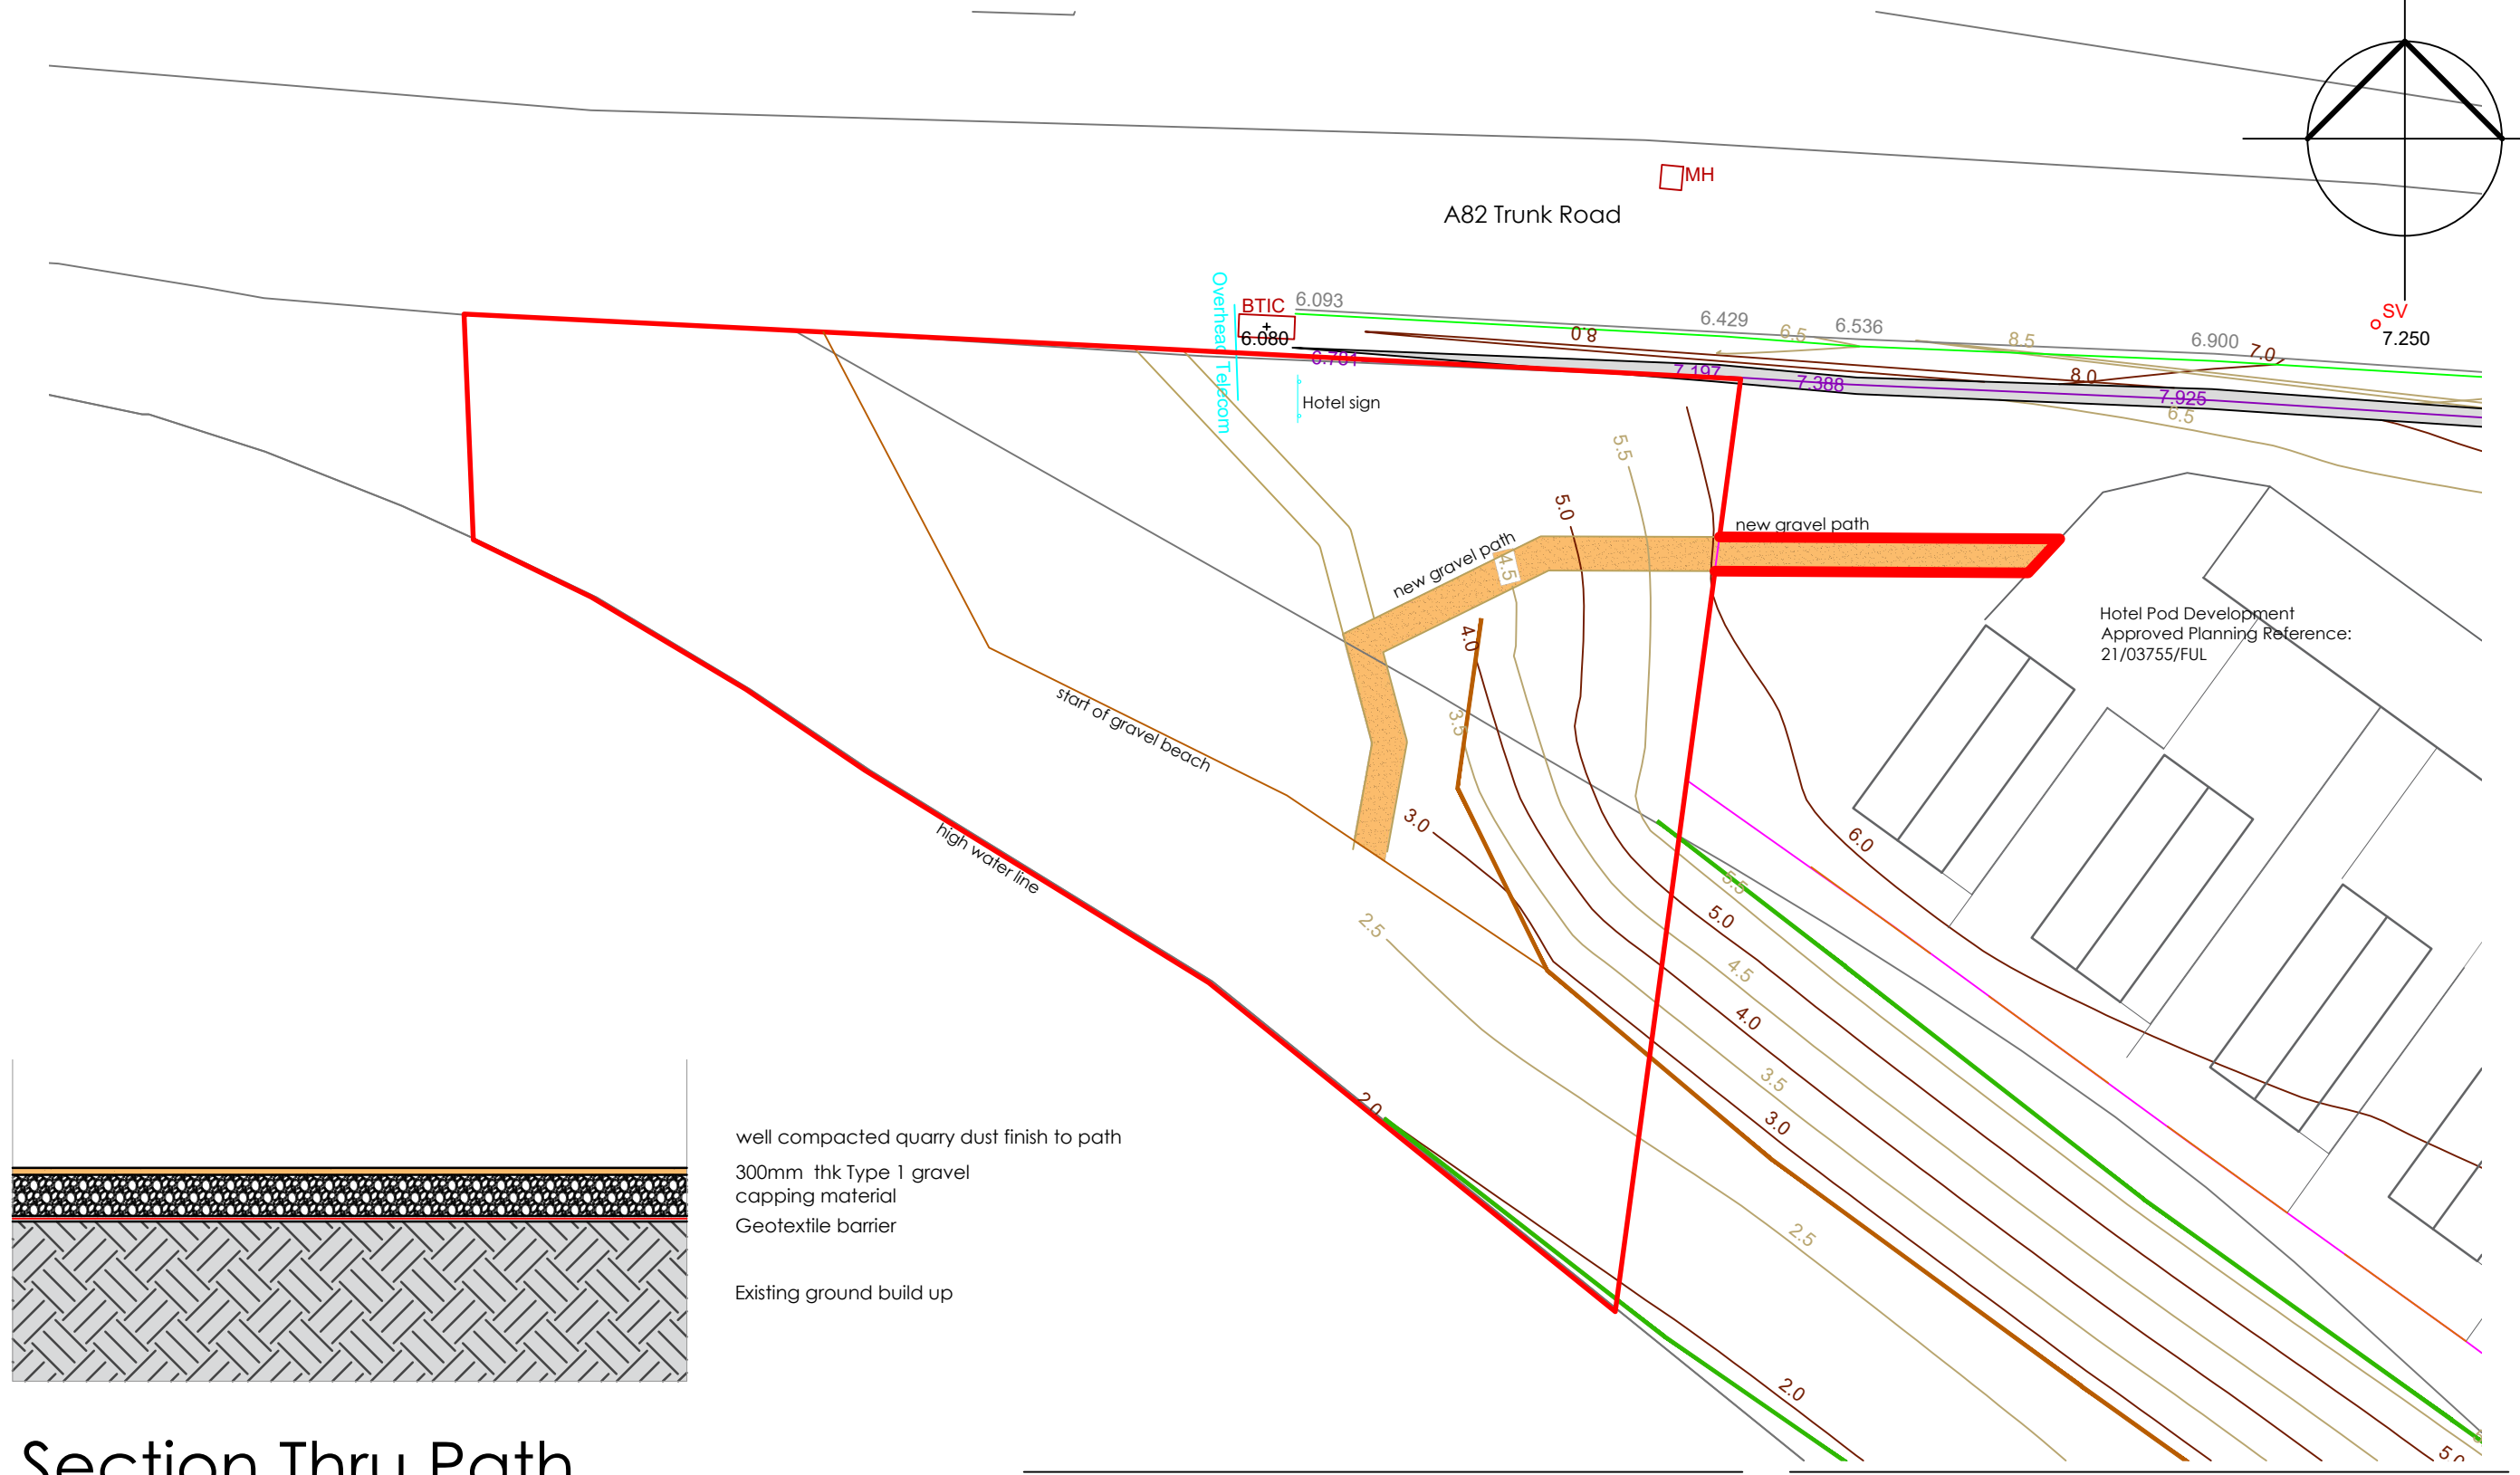 MH
A82 Trunk Road
Overhead Telecom
BTIC
6.080
6.093
6.429
6.5
6.536
8.5
6.900
7.0
SV
7.250
8.0
6.781
7.197
7.388
8.0
7.925
6.5
Hotel sign
5.5
5.0
new gravel path
new gravel path
4.5
4.0
3.5
Hotel Pod Development
Approved Planning Reference:
21/03755/FUL
start of gravel beach
high water line
3.0
2.5
6.0
5.5
5.0
4.5
4.0
3.5
3.0
2.5
2.0
2.0
5.0
well compacted quarry dust finish to path
300mm thk Type 1 gravel
capping material
Geotextile barrier
Existing ground build up
Section Thru Path